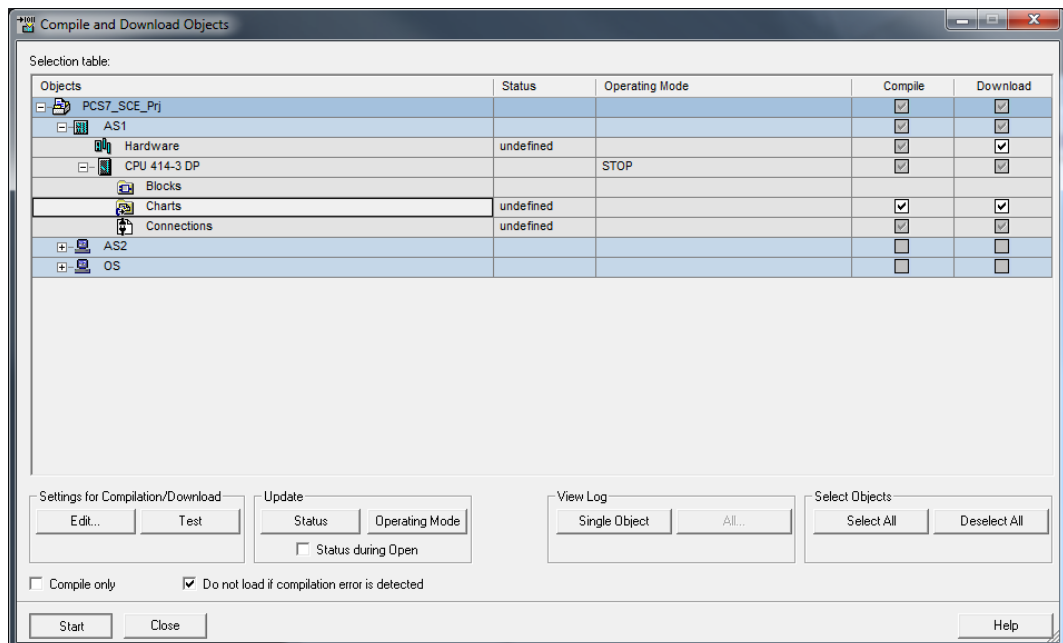 Compile and Download Objects
Selection table:
Objects Status Operating Mode Compile Download
PCS7_SCE_Prj
AS1
Hardware undefined
CPU 414-3 DP STOP
Blocks
Charts undefined
Connections undefined
AS2
OS
Settings for Compilation/Download Update View Log Select Objects
Edit... Test Status Operating Mode Single Object All... Select All Deselect All
Status during Open
Compile only Do not load if compilation error is detected
Start Close Help